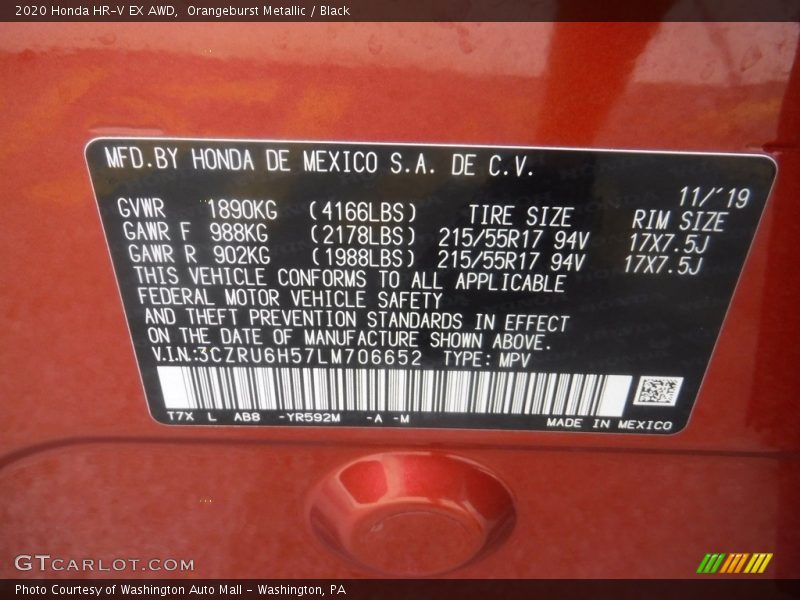 2020 Honda HR-V EX AWD,  Orangeburst Metallic / Black
MFD.BY HONDA DE MEXICO S.A. DE C.V.
11/´19
GVWR 1890KG (4166LBS) TIRE SIZE RIM SIZE
GAWR F 988KG (2178LBS) 215/55R17 94V 17X7.5J
GAWR R 902KG (1988LBS) 215/55R17 94V 17X7.5J
THIS VEHICLE CONFORMS TO ALL APPLICABLE
FEDERAL MOTOR VEHICLE SAFETY
AND THEFT PREVENTION STANDARDS IN EFFECT
ON THE DATE OF MANUFACTURE SHOWN ABOVE.
V.I.N:3CZRU6H57LM706652 TYPE: MPV
T7X L AB8 -YR592M -A -M
MADE IN MEXICO
GTCARLOT.COM
Photo Courtesy of Washington Auto Mall - Washington, PA